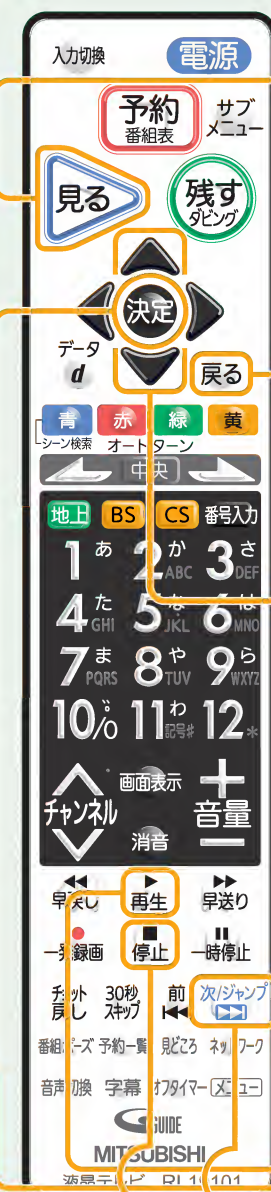 入力切換 電源
予約 サブ
番組表 メニュー
見る 残す
ダビング
決定
データ
d 戻る
青 赤 緑 黄
シーン検索 オートターン
中央
地上 BS CS 番号入力
1 あ 2 か ABC 3 さ DEF
4 た GHI 5 な JKL 6 は MNO
7 ま PQRS 8 や TUV 9 ら WXYZ
10/0 11 わ 記号# 12 *
画面表示 +
チャンネル 音量
消音 −
早戻し 再生 早送り
一発録画 停止 一時停止
チョット 30秒 前 次/ジャンプ
戻し スキップ
番組ポーズ 予約一覧 見どころ ネットワーク
音声切換 字幕 オフタイマー メニュー
GUIDE
MITSUBISHI
液晶テレビ